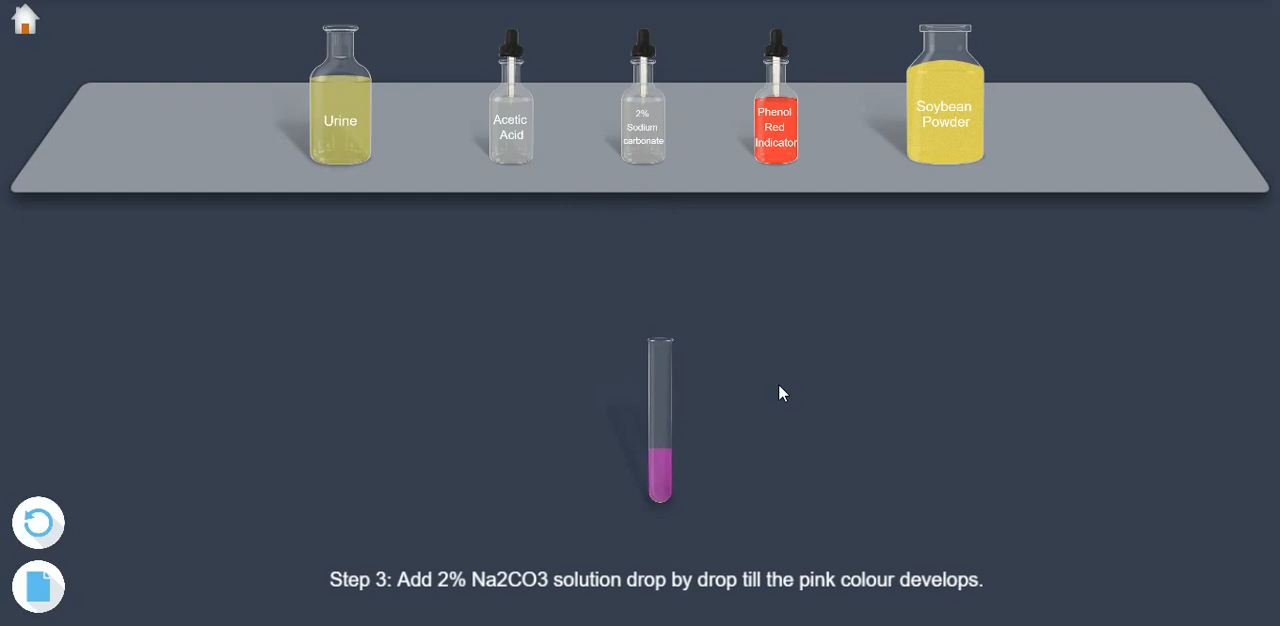 Urine
Acetic
Acid
2%
Sodium
carbonate
Phenol
Red
Indicator
Soybean
Powder
Step 3: Add 2% Na2CO3 solution drop by drop till the pink colour develops.